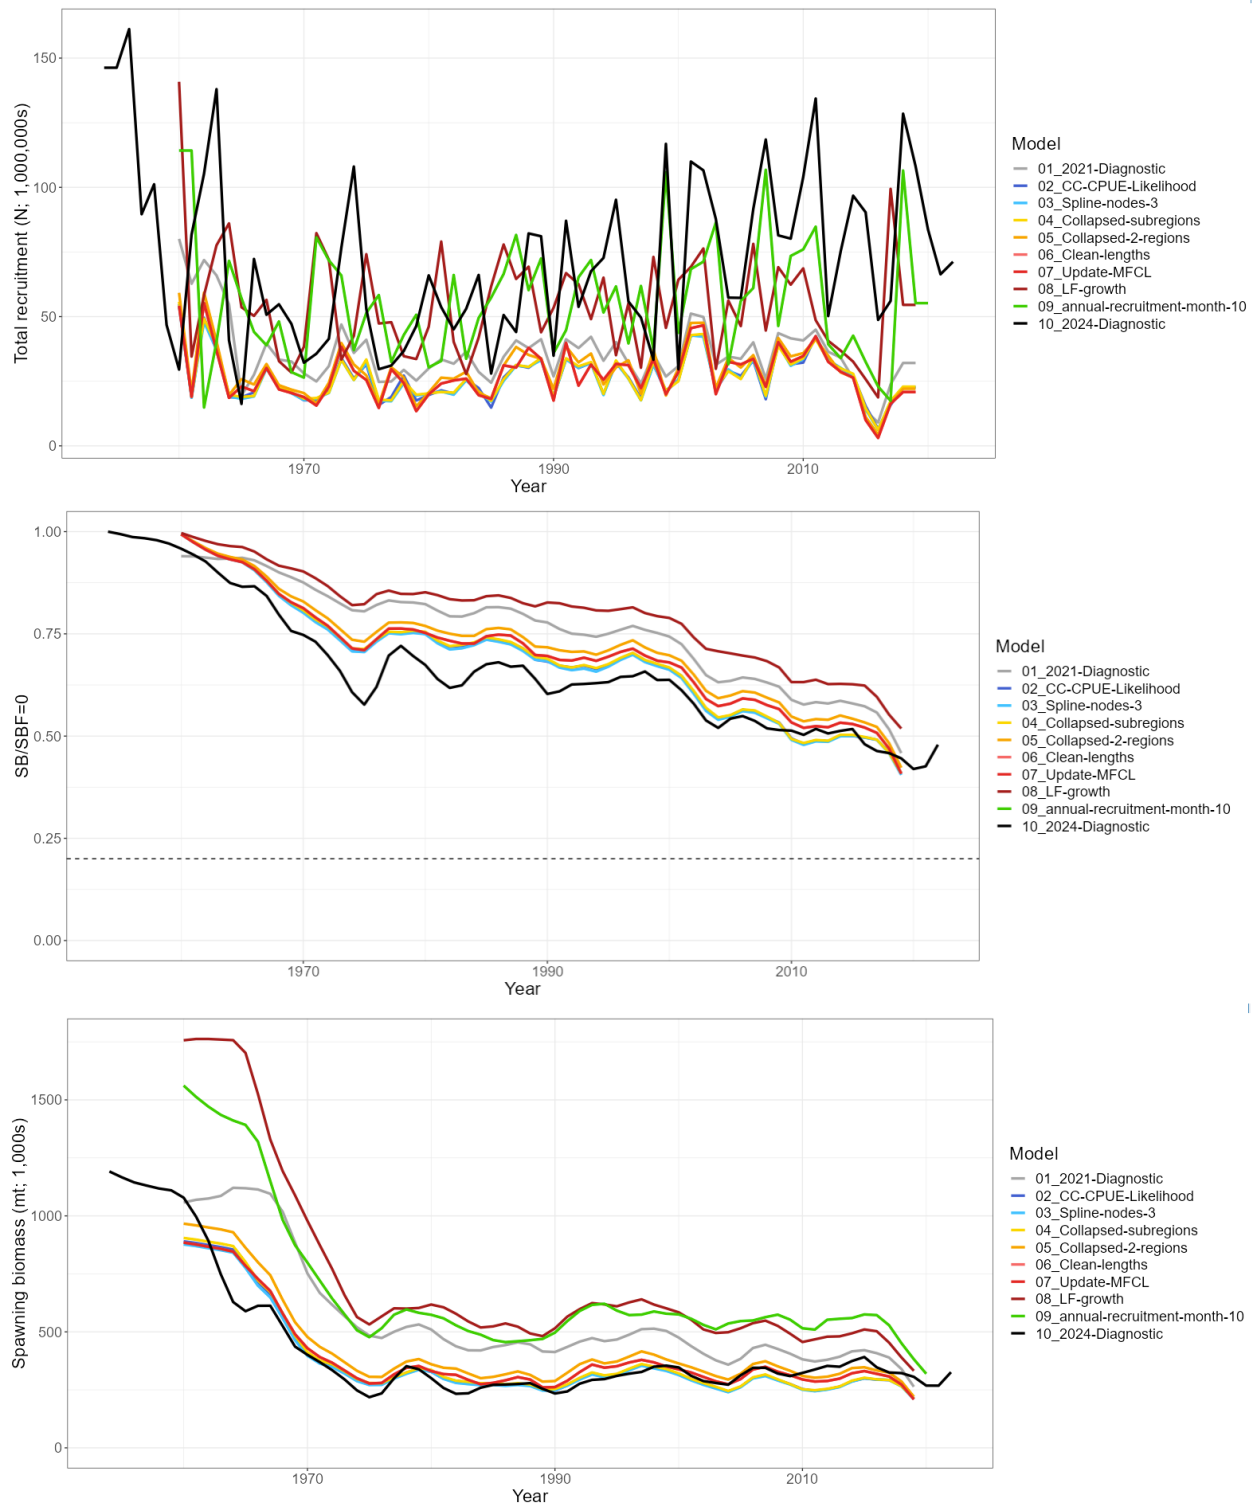 Total recruitment (N; 1,000,000s)
150
100
50
0
1970
1990
2010
Year
Model
01_2021-Diagnostic
02_CC-CPUE-Likelihood
03_Spline-nodes-3
04_Collapsed-subregions
05_Collapsed-2-regions
06_Clean-lengths
07_Update-MFCL
08_LF-growth
09_annual-recruitment-month-10
10_2024-Diagnostic
SB/SBF=0
1.00
0.75
0.50
0.25
0.00
1970
1990
2010
Year
Model
01_2021-Diagnostic
02_CC-CPUE-Likelihood
03_Spline-nodes-3
04_Collapsed-subregions
05_Collapsed-2-regions
06_Clean-lengths
07_Update-MFCL
08_LF-growth
09_annual-recruitment-month-10
10_2024-Diagnostic
Spawning biomass (mt; 1,000s)
1500
1000
500
0
1970
1990
2010
Year
Model
01_2021-Diagnostic
02_CC-CPUE-Likelihood
03_Spline-nodes-3
04_Collapsed-subregions
05_Collapsed-2-regions
06_Clean-lengths
07_Update-MFCL
08_LF-growth
09_annual-recruitment-month-10
10_2024-Diagnostic